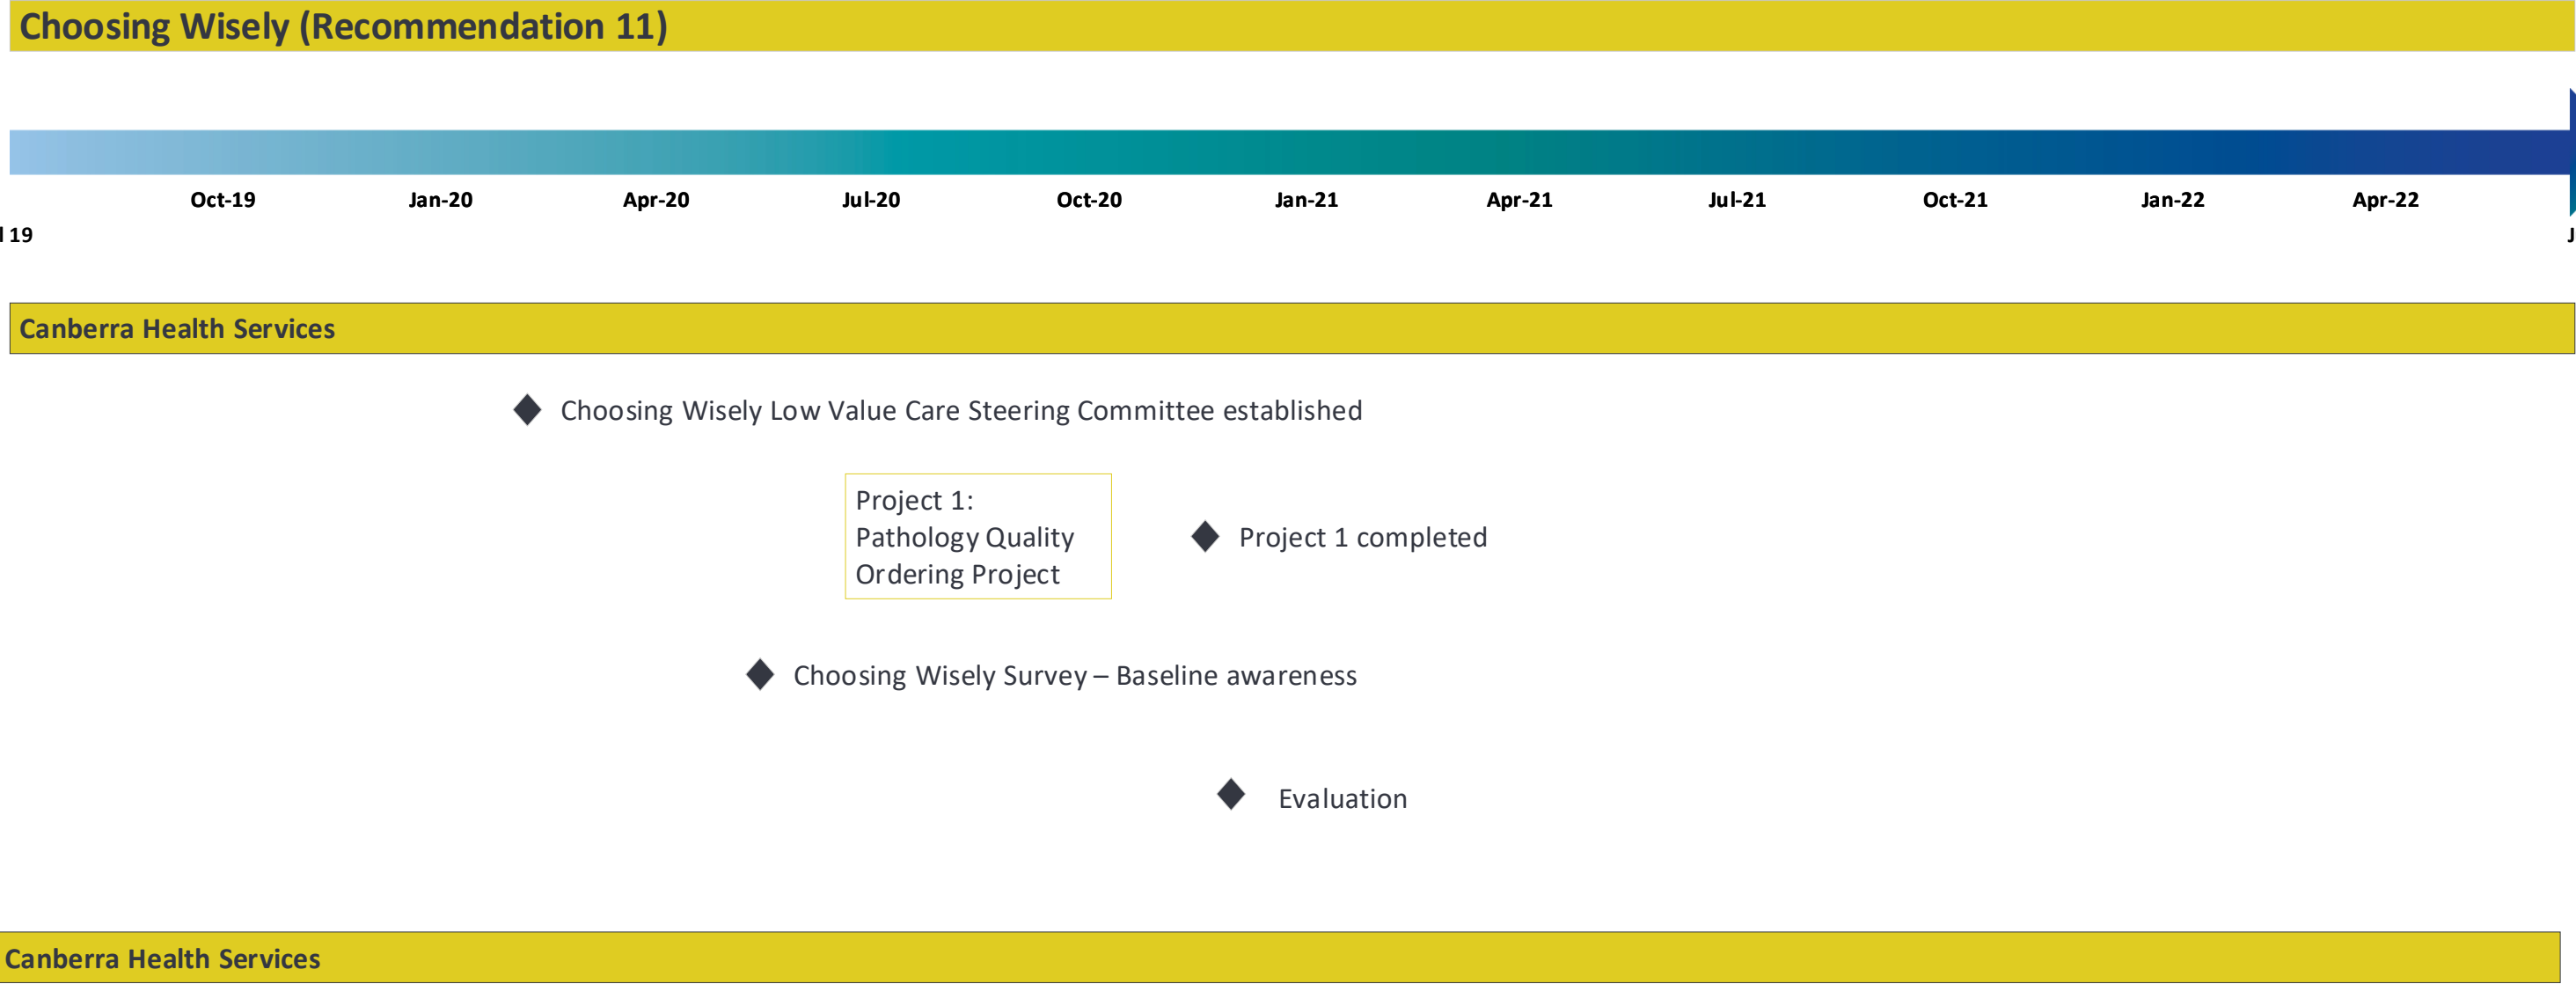 Choosing Wisely (Recommendation 11)
Oct-19 Jan-20 Apr-20 Jul-20 Oct-20 Jan-21 Apr-21 Jul-21 Oct-21 Jan-22 Apr-22
19
Canberra Health Services
Choosing Wisely Low Value Care Steering Committee established
Project 1:
Pathology Quality
Ordering Project
Project 1 completed
Choosing Wisely Survey – Baseline awareness
Evaluation
Canberra Health Services